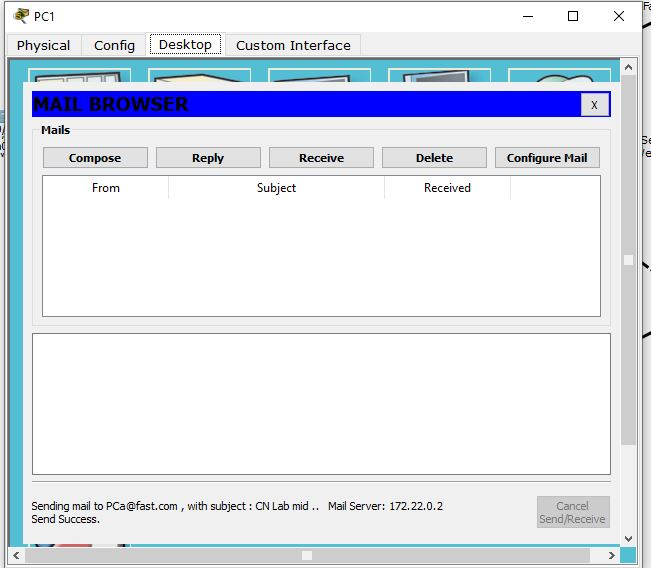 PC1
Physical Config Desktop Custom Interface
MAIL BROWSER X
Mails
Compose Reply Receive Delete Configure Mail
From Subject Received
Sending mail to PCa@fast.com , with subject : CN Lab mid .. Mail Server: 172.22.0.2
Send Success.
Cancel
Send/Receive